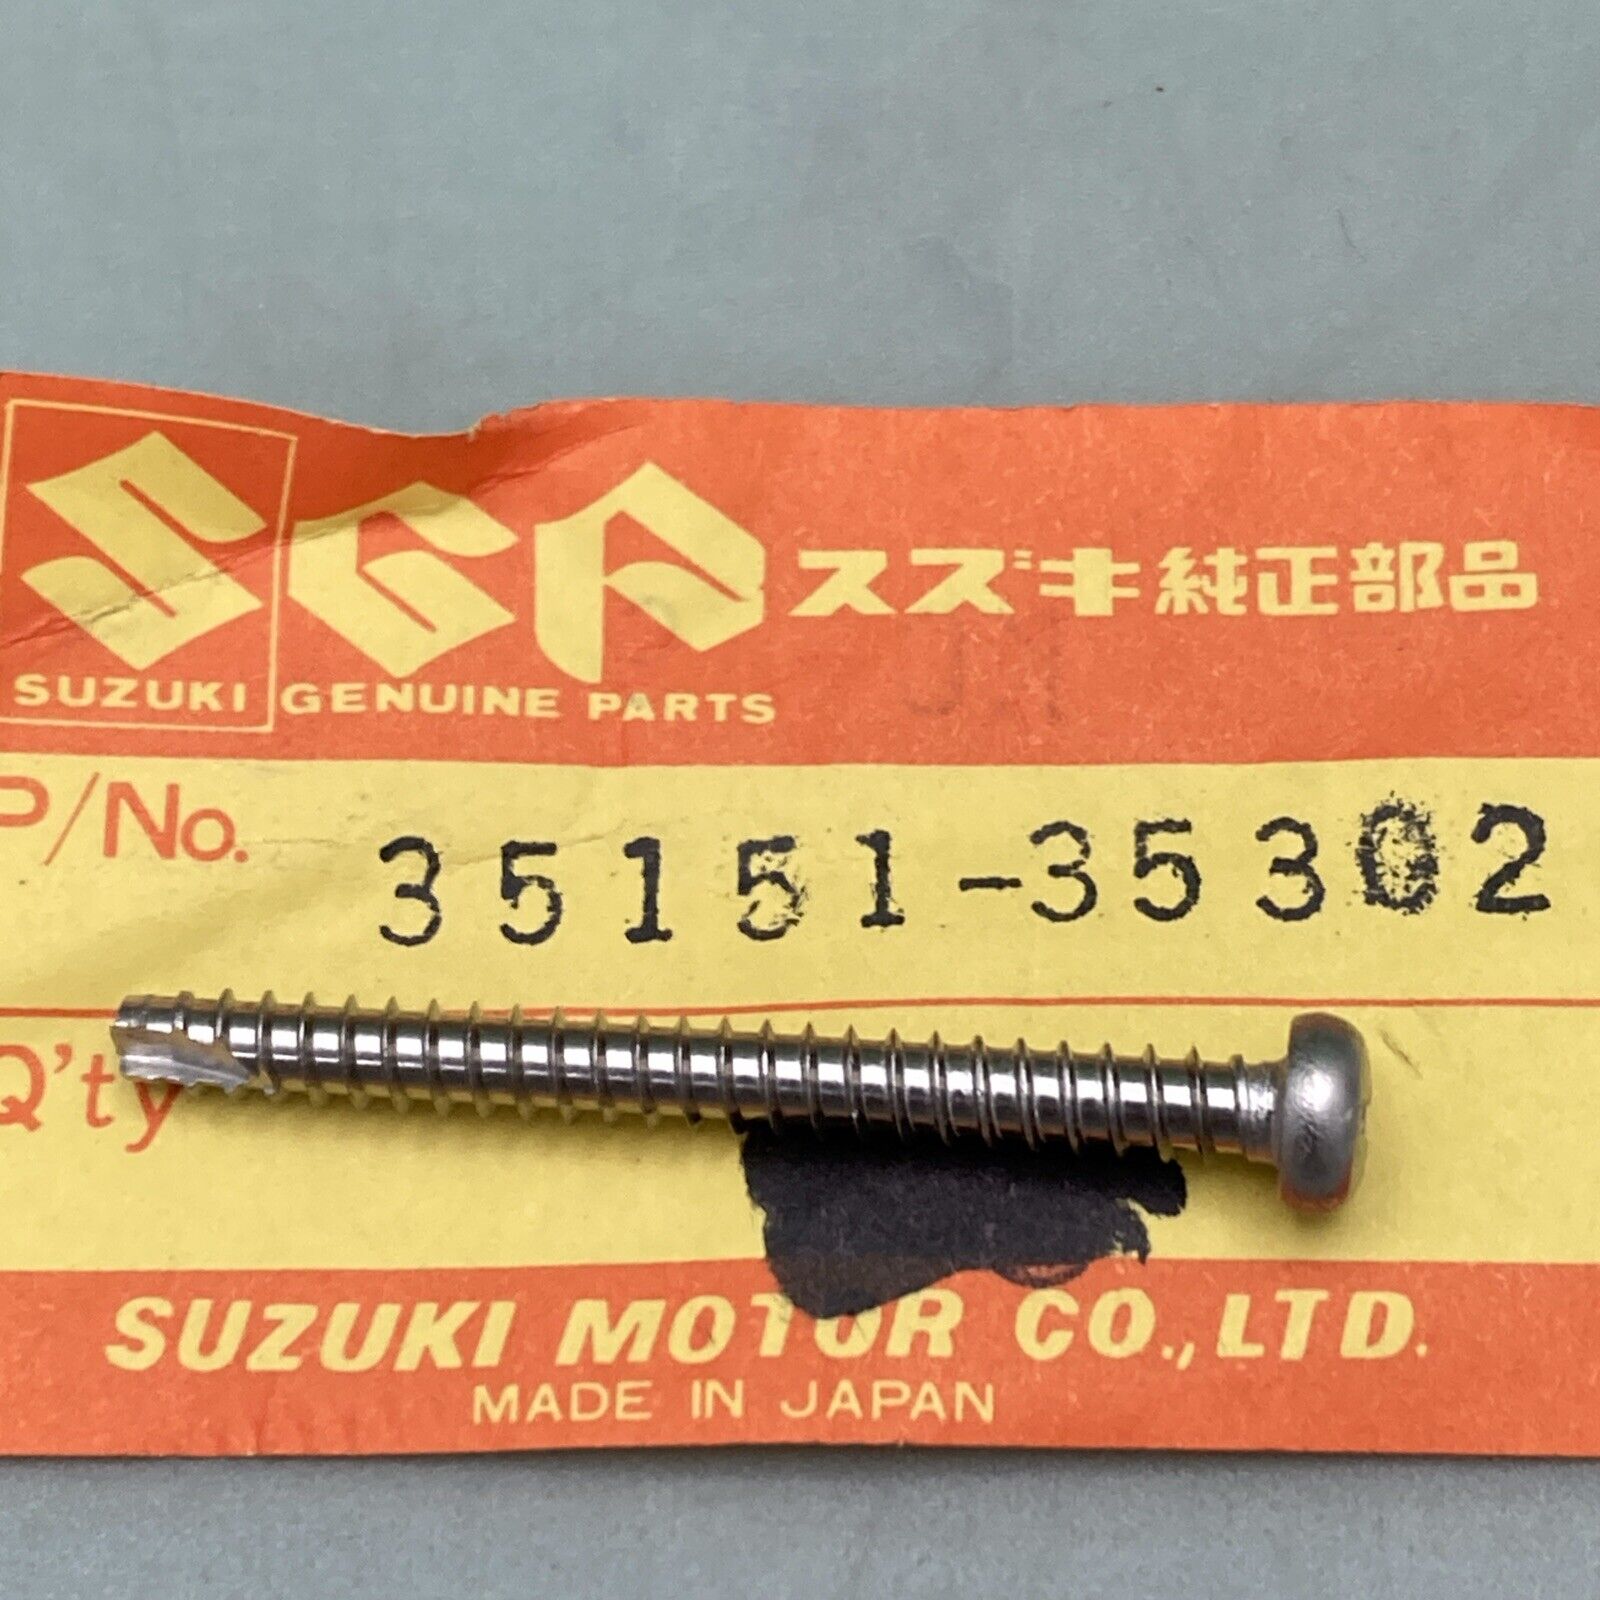 SGP スズキ純正部品
SUZUKI GENUINE PARTS
P/No. 35151-35302
Q'ty
SUZUKI MOTOR CO., LTD.
MADE IN JAPAN